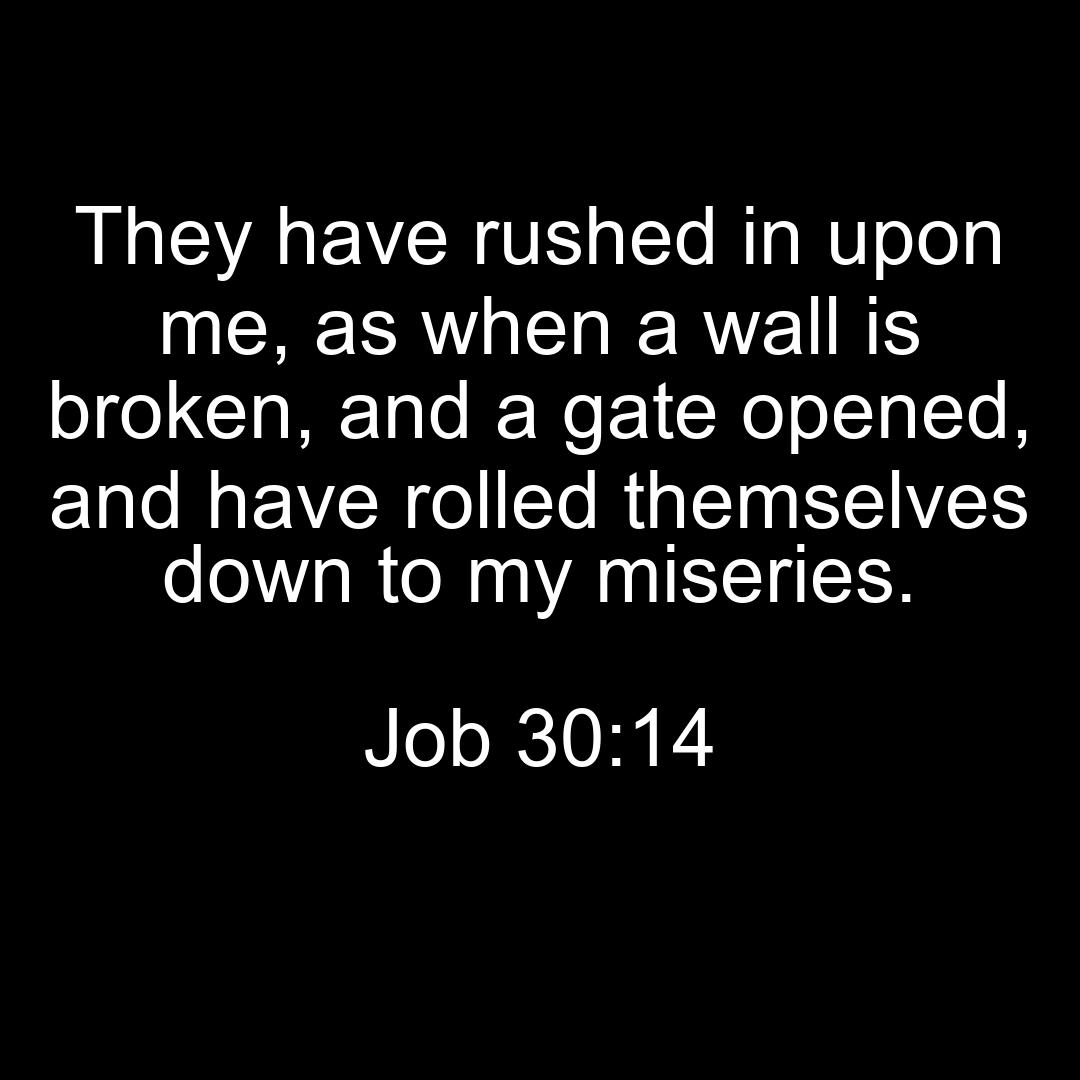 They have rushed in upon
me, as when a wall is
broken, and a gate opened,
and have rolled themselves
down to my miseries.
Job 30:14